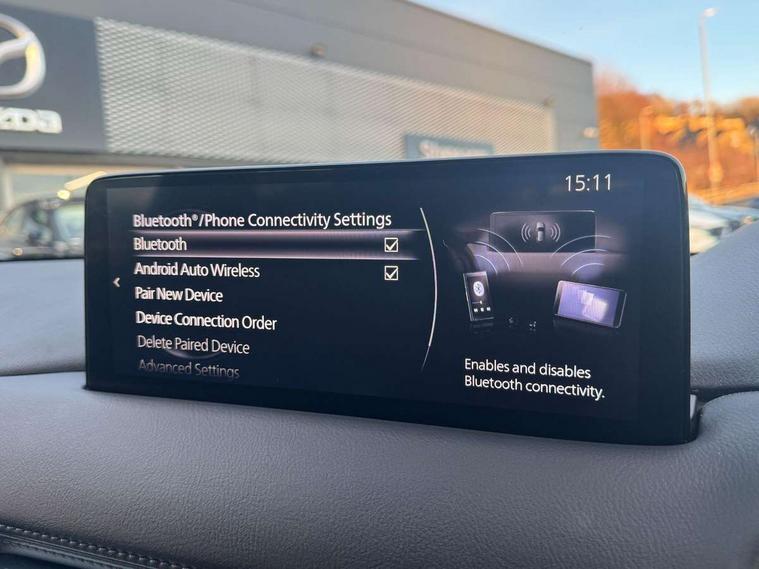 15:11
Bluetooth®/Phone Connectivity Settings
Bluetooth
Android Auto Wireless
Pair New Device
Device Connection Order
Delete Paired Device
Advanced Settings
Enables and disables
Bluetooth connectivity.